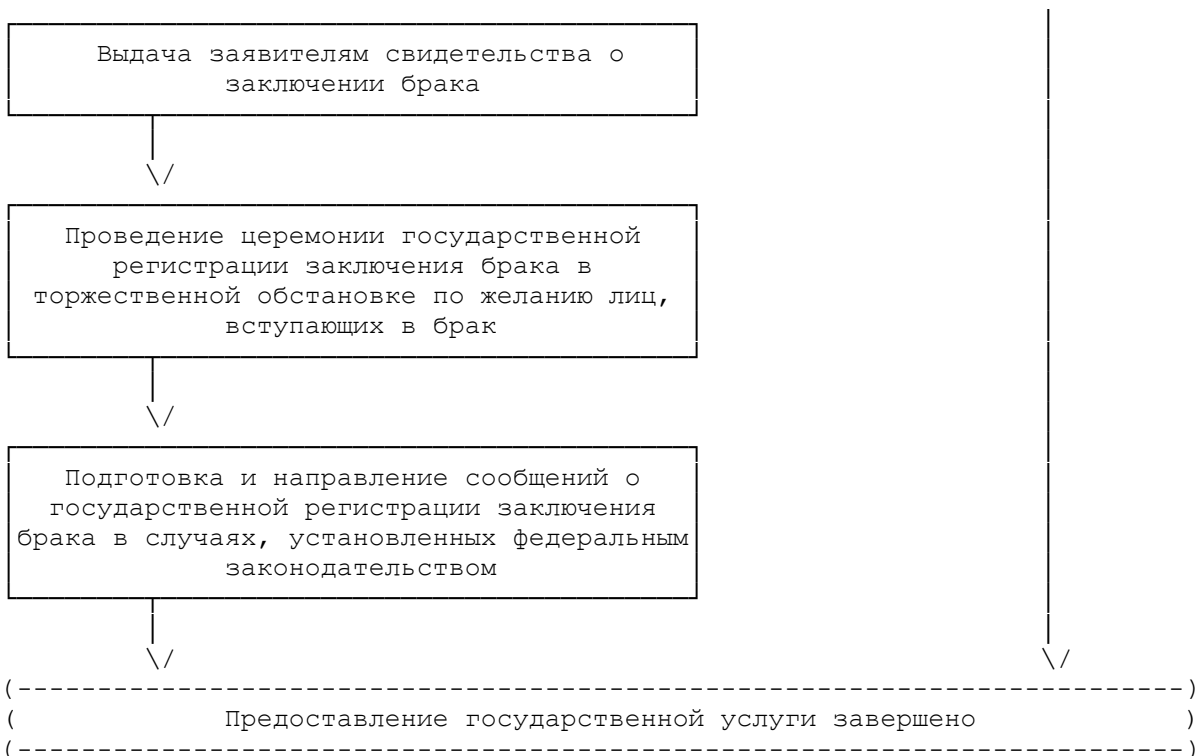 Выдача заявителям свидетельства о
заключении брака
\/
Проведение церемонии государственной
регистрации заключения брака в
торжественной обстановке по желанию лиц,
вступающих в брак
\/
Подготовка и направление сообщений о
государственной регистрации заключения
брака в случаях, установленных федеральным
законодательством
\/ \/
(-------------------------------------------------------------------------)
( Предоставление государственной услуги завершено )
(-------------------------------------------------------------------------)